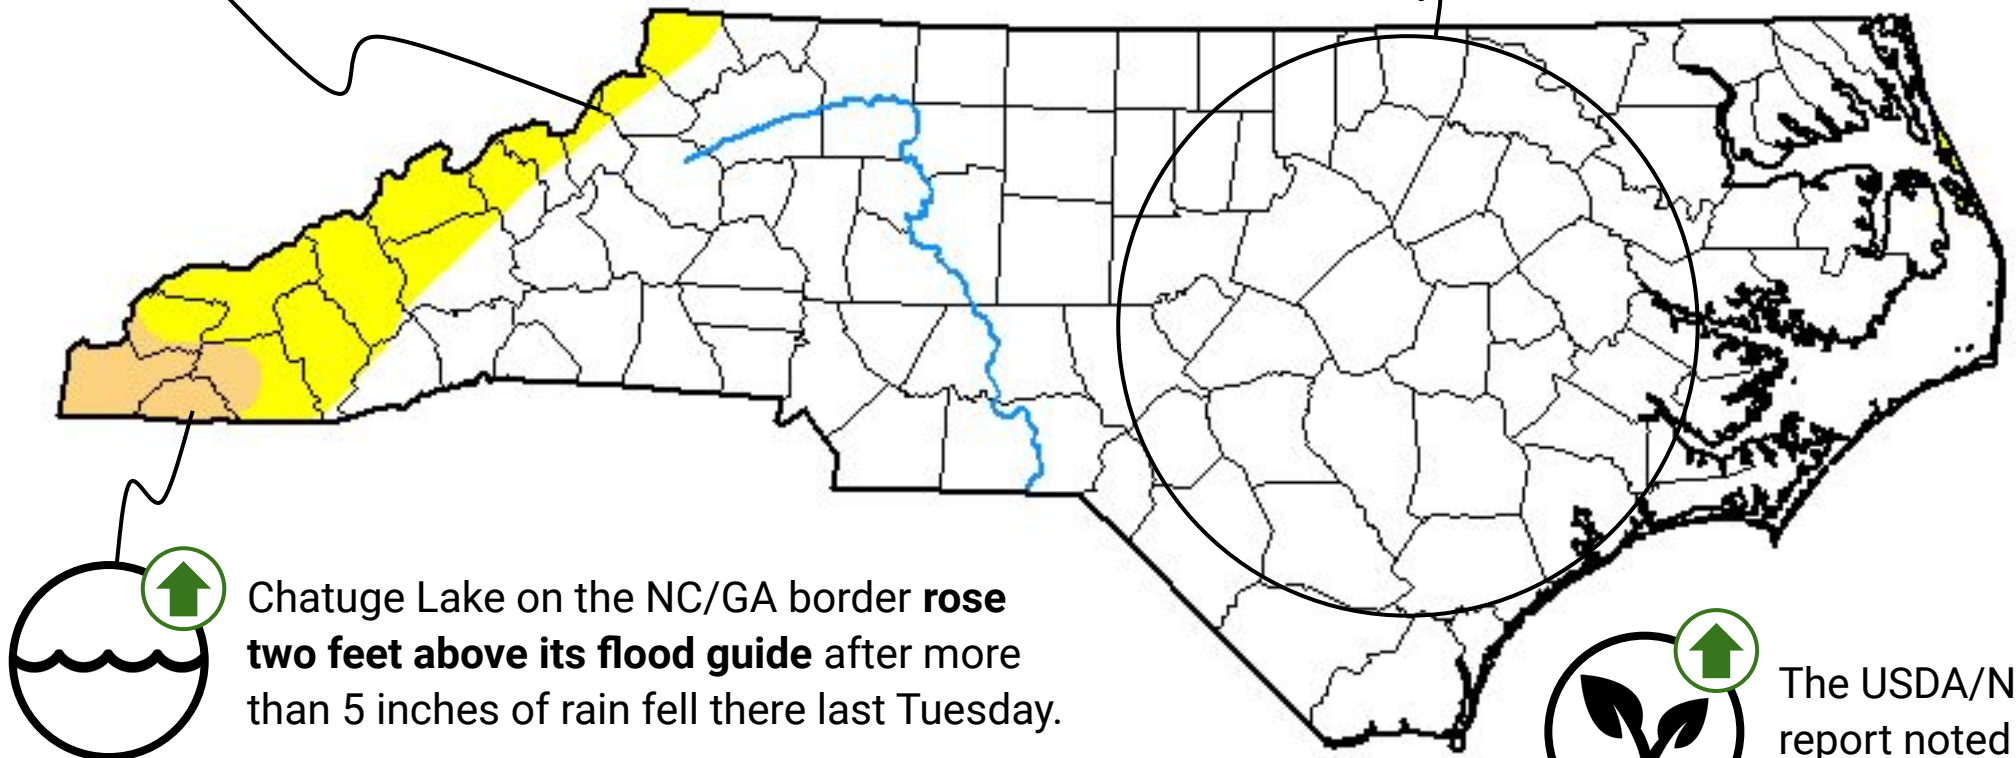 Chatuge Lake on the NC/GA border rose
two feet above its flood guide after more
than 5 inches of rain fell there last Tuesday.
The USDA/N
report noted